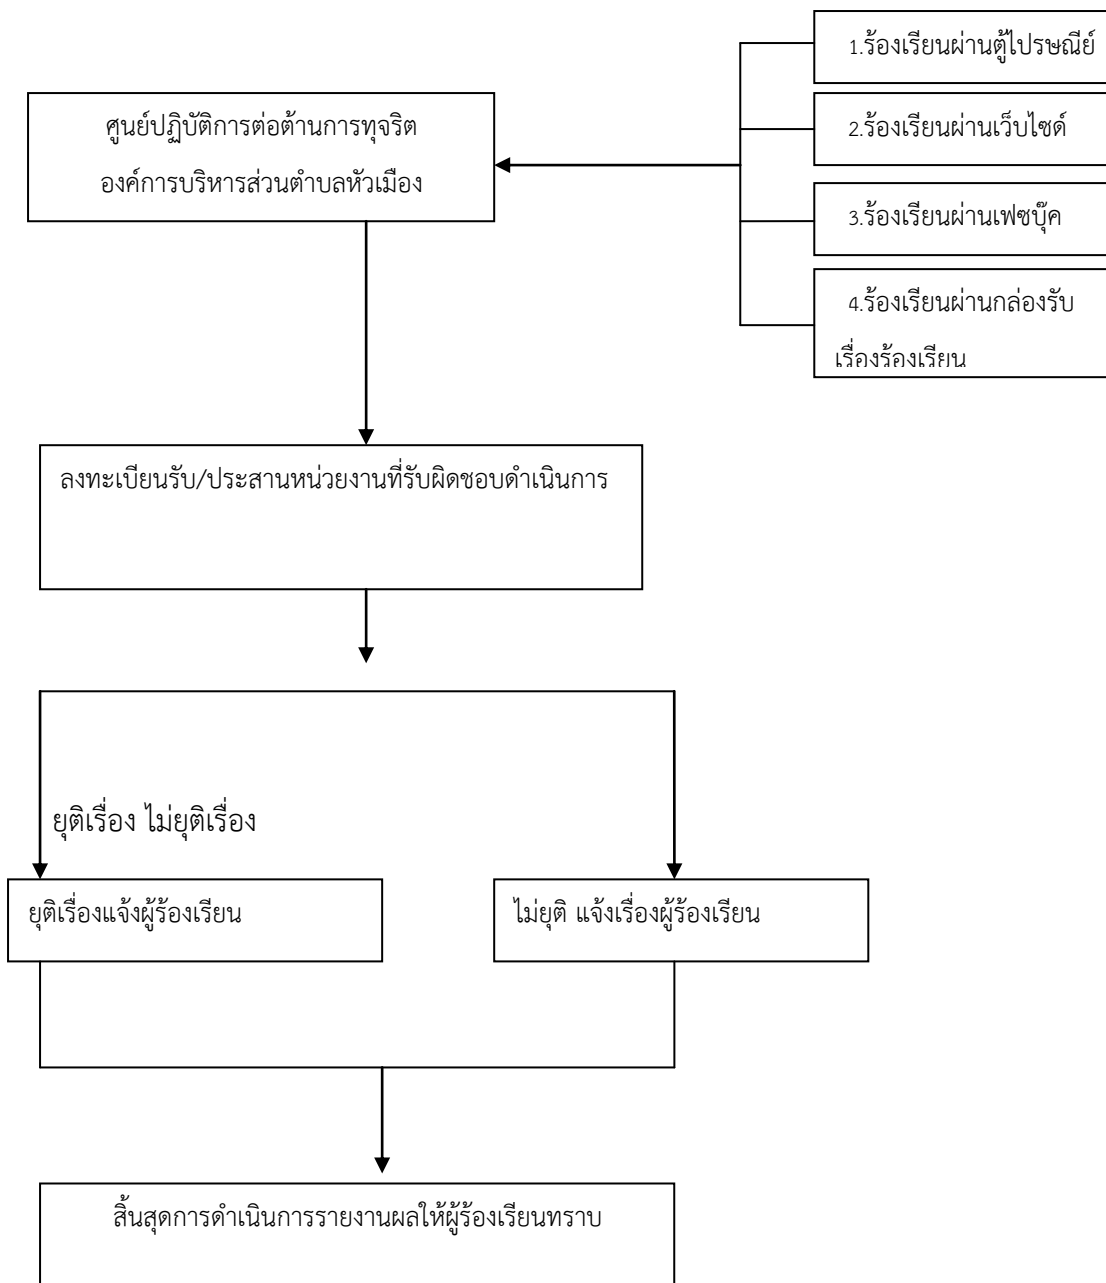 1.ร้องเรียนผ่านตู้ไปรษณีย์
ศูนย์ปฏิบัติการต่อต้านการทุจริต
องค์การบริหารส่วนตำบลหัวเมือง
2.ร้องเรียนผ่านเว็บไซด์
3.ร้องเรียนผ่านเฟซบุ๊ค
4.ร้องเรียนผ่านกล่องรับ
เรื่องร้องเรียน
ลงทะเบียนรับ/ประสานหน่วยงานที่รับผิดชอบดำเนินการ
ยุติเรื่อง ไม่ยุติเรื่อง
ยุติเรื่องแจ้งผู้ร้องเรียน
ไม่ยุติ แจ้งเรื่องผู้ร้องเรียน
สิ้นสุดการดำเนินการรายงานผลให้ผู้ร้องเรียนทราบ